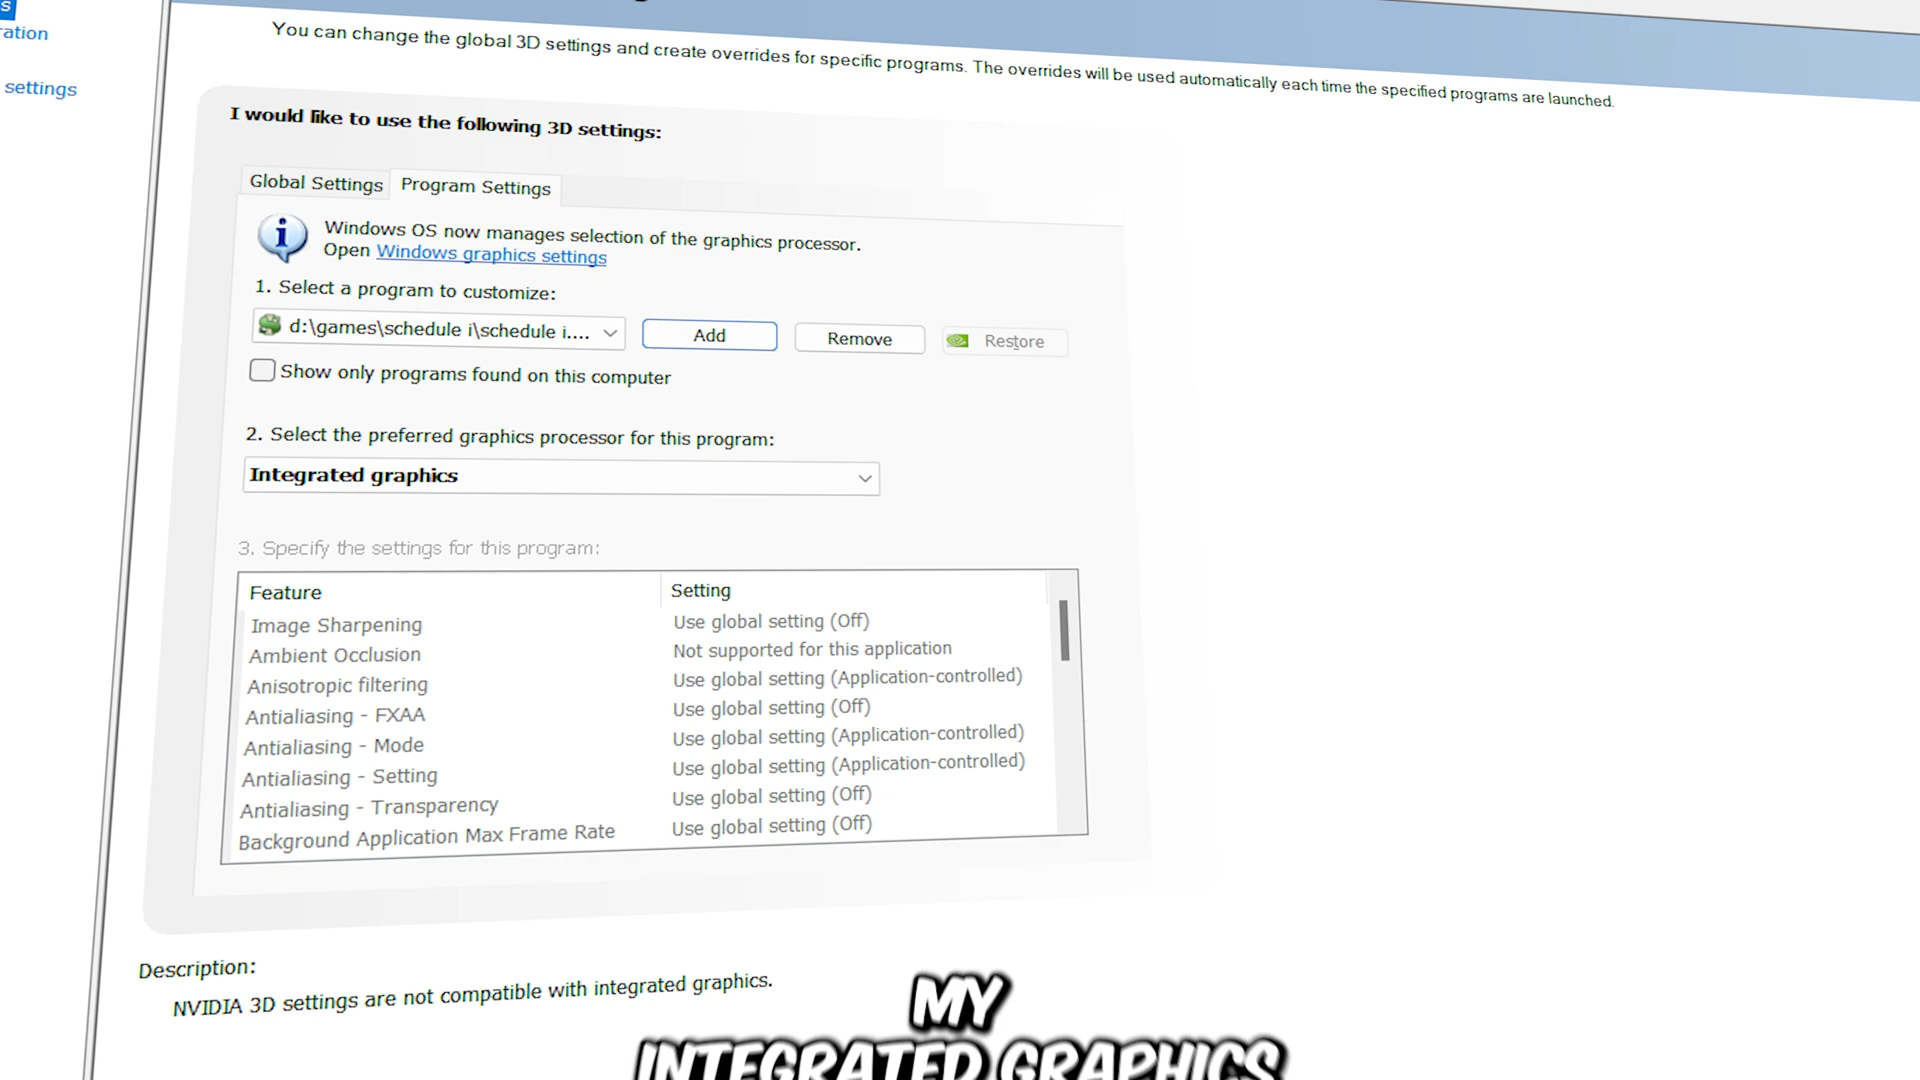 s
ration
settings
You can change the global 3D settings and create overrides for specific programs. The overrides will be used automatically each time the specified programs are launched.
I would like to use the following 3D settings:
Global Settings
Program Settings
Windows OS now manages selection of the graphics processor.
Open Windows graphics settings
1. Select a program to customize:
d:\games\schedule i\schedule i....
Add
Remove
Restore
Show only programs found on this computer
2. Select the preferred graphics processor for this program:
Integrated graphics
3. Specify the settings for this program:
Feature Setting
Image Sharpening Use global setting (Off)
Ambient Occlusion Not supported for this application
Anisotropic filtering Use global setting (Application-controlled)
Antialiasing - FXAA Use global setting (Off)
Antialiasing - Mode Use global setting (Application-controlled)
Antialiasing - Setting Use global setting (Application-controlled)
Antialiasing - Transparency Use global setting (Off)
Background Application Max Frame Rate Use global setting (Off)
Description:
NVIDIA 3D settings are not compatible with integrated graphics.
MY
INTEGRATED GRAPHICS